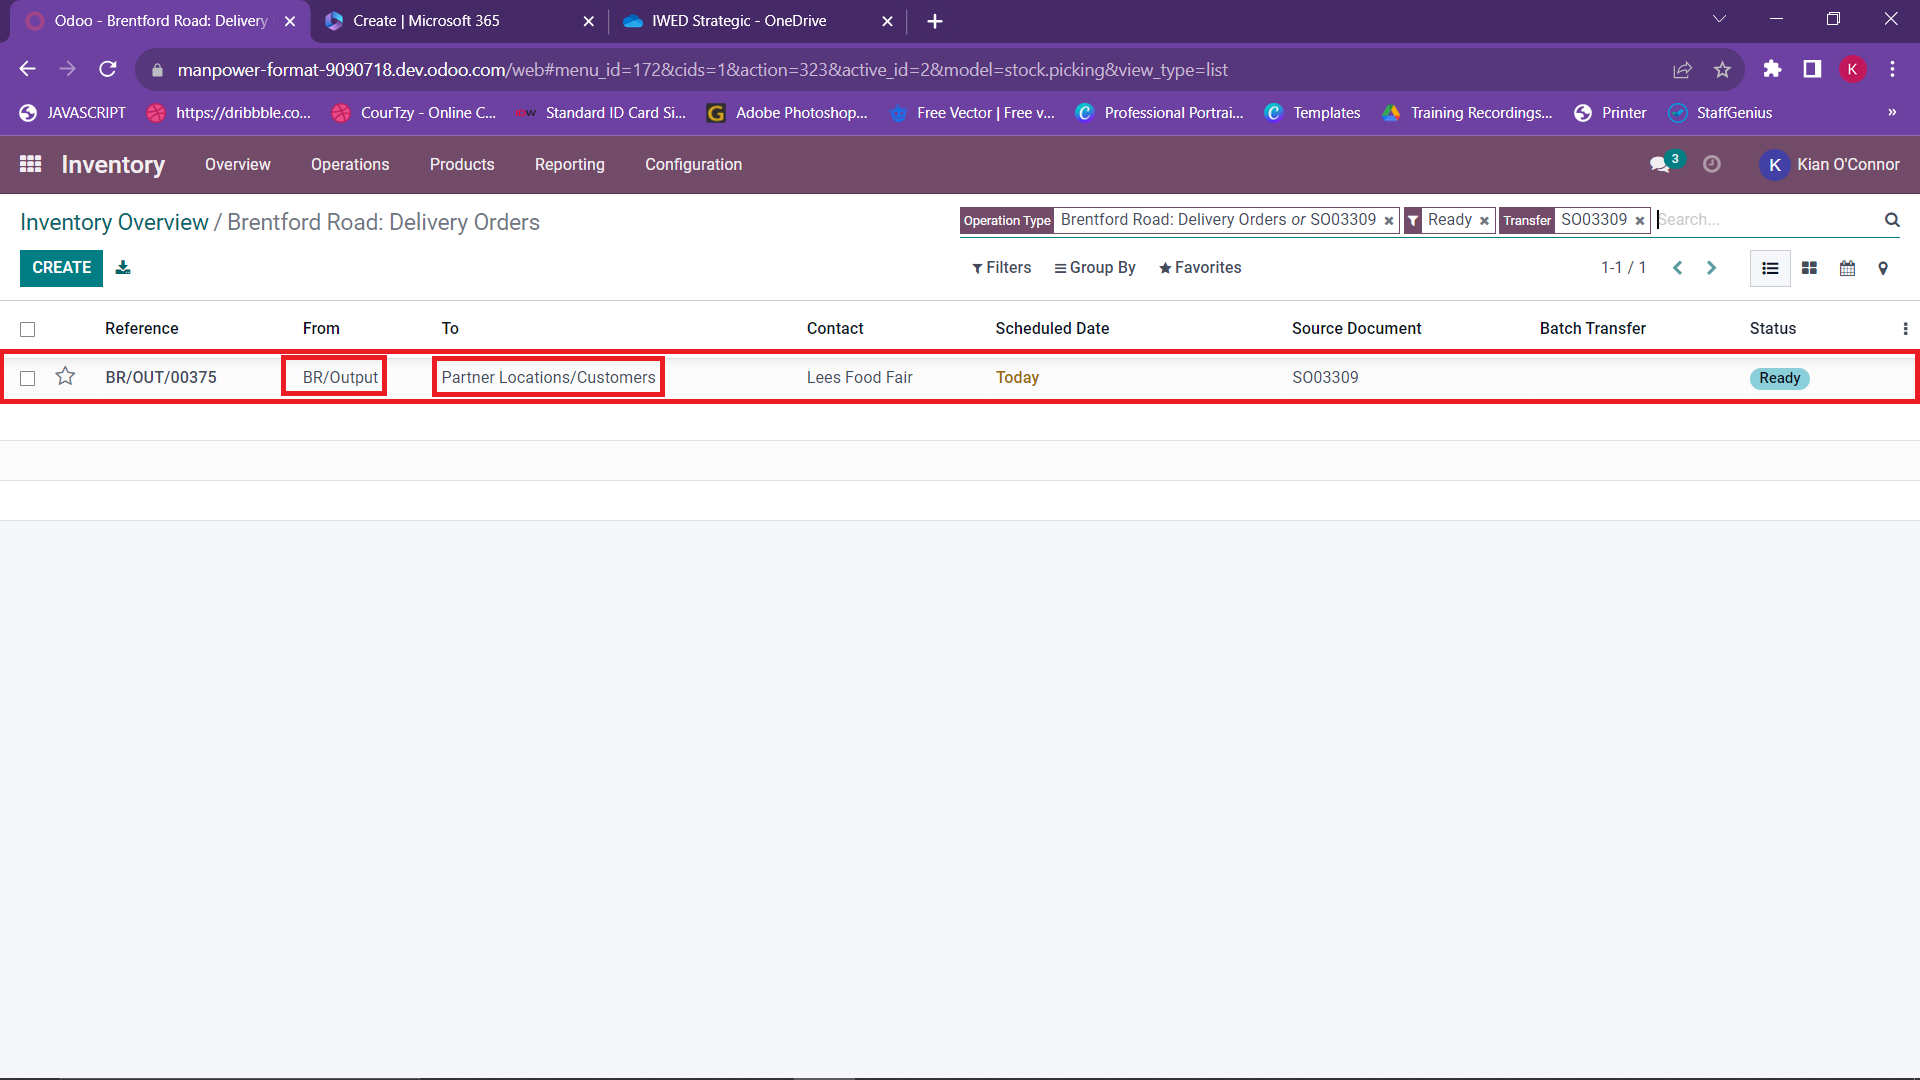 Odoo - Brentford Road: Delivery
Create | Microsoft 365
IWED Strategic - OneDrive
manpower-format-9090718.dev.odoo.com/web#menu_id=172&cids=1&action=323&active_id=2&model=stock.picking&view_type=list
K
JAVASCRIPT
https://dribbble.co...
CourTzy - Online C...
Standard ID Card Si...
Adobe Photoshop...
Free Vector | Free v...
Professional Portrai...
Templates
Training Recordings...
Printer
StaffGenius
»
Inventory Overview Operations Products Reporting Configuration
3
K Kian O'Connor
Inventory Overview / Brentford Road: Delivery Orders
Operation Type Brentford Road: Delivery Orders or SO03309
Ready
Transfer SO03309
Search...
CREATE
Filters Group By Favorites
1-1 / 1
Reference From To Contact Scheduled Date Source Document Batch Transfer Status
BR/OUT/00375 BR/Output Partner Locations/Customers Lees Food Fair Today SO03309 Ready